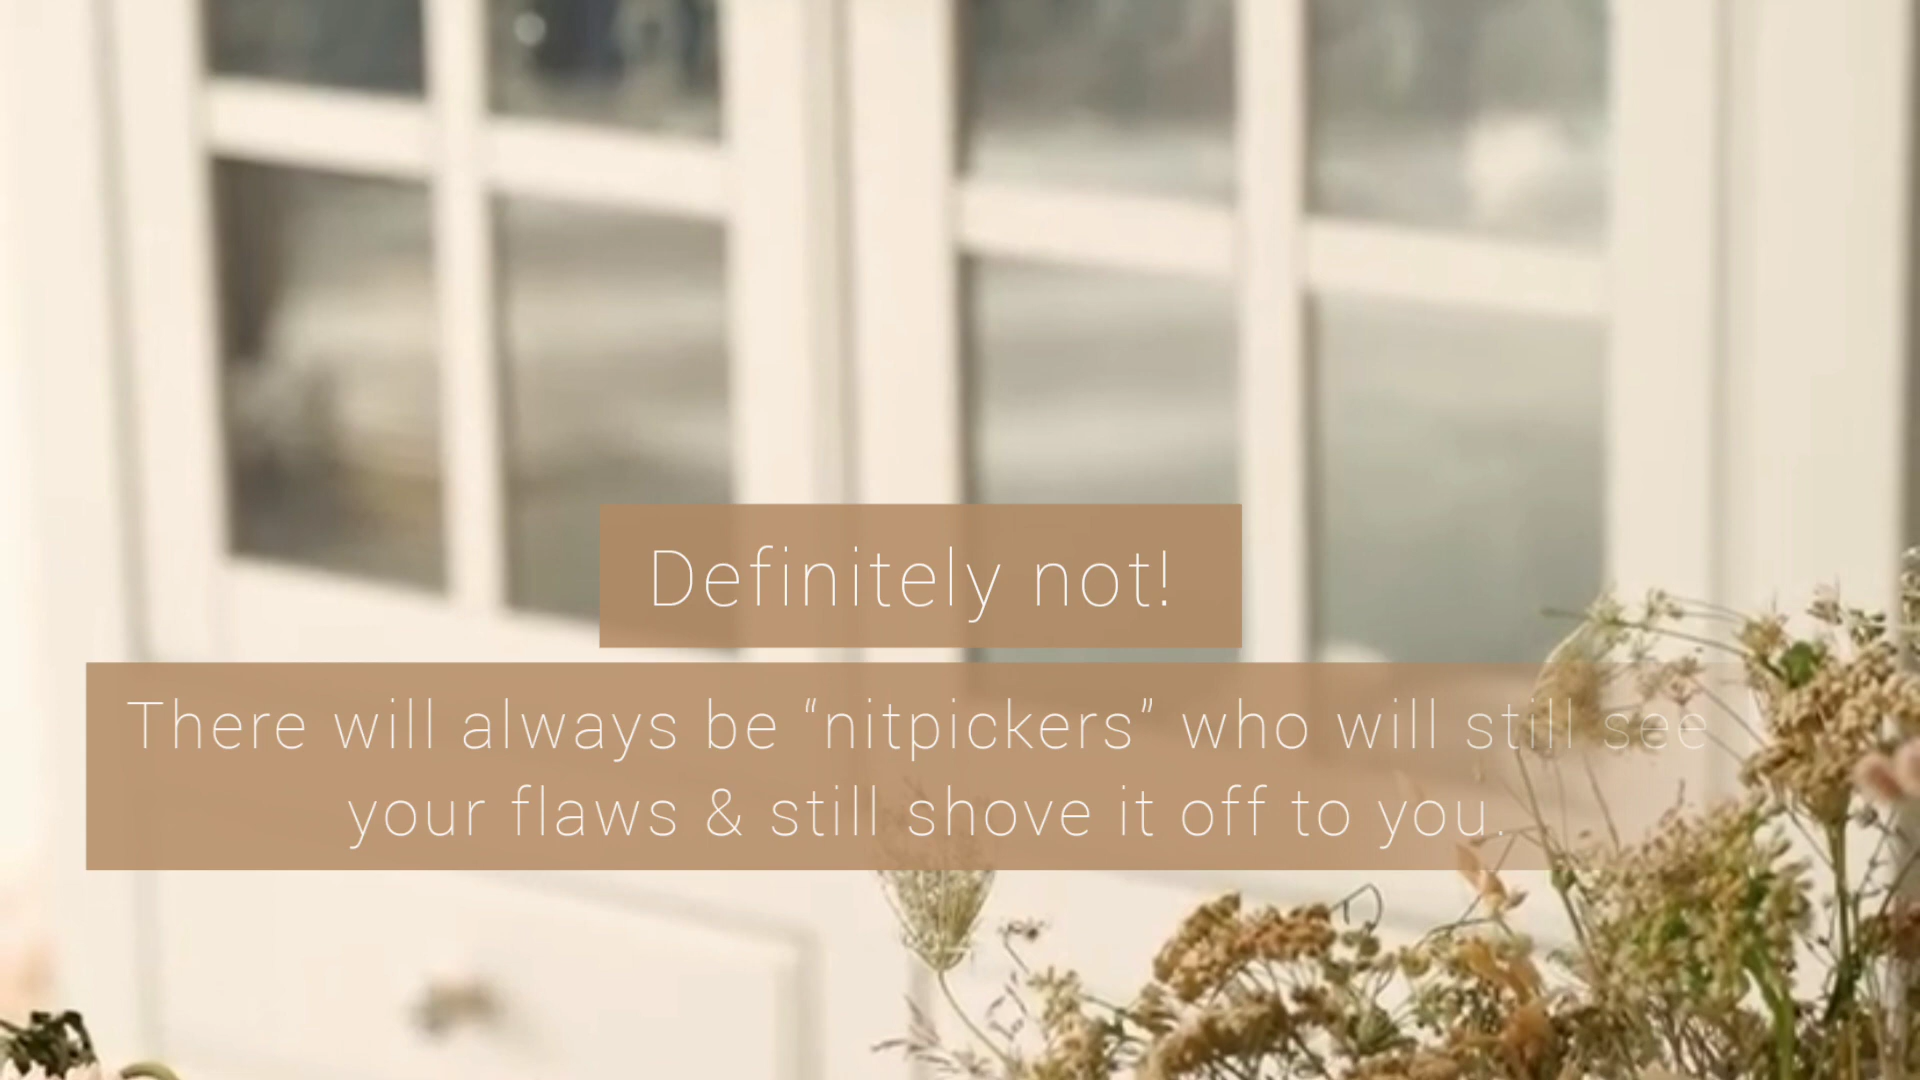 Definitely not!
There will always be “nitpickers” who will still see
your flaws & still shove it off to you.